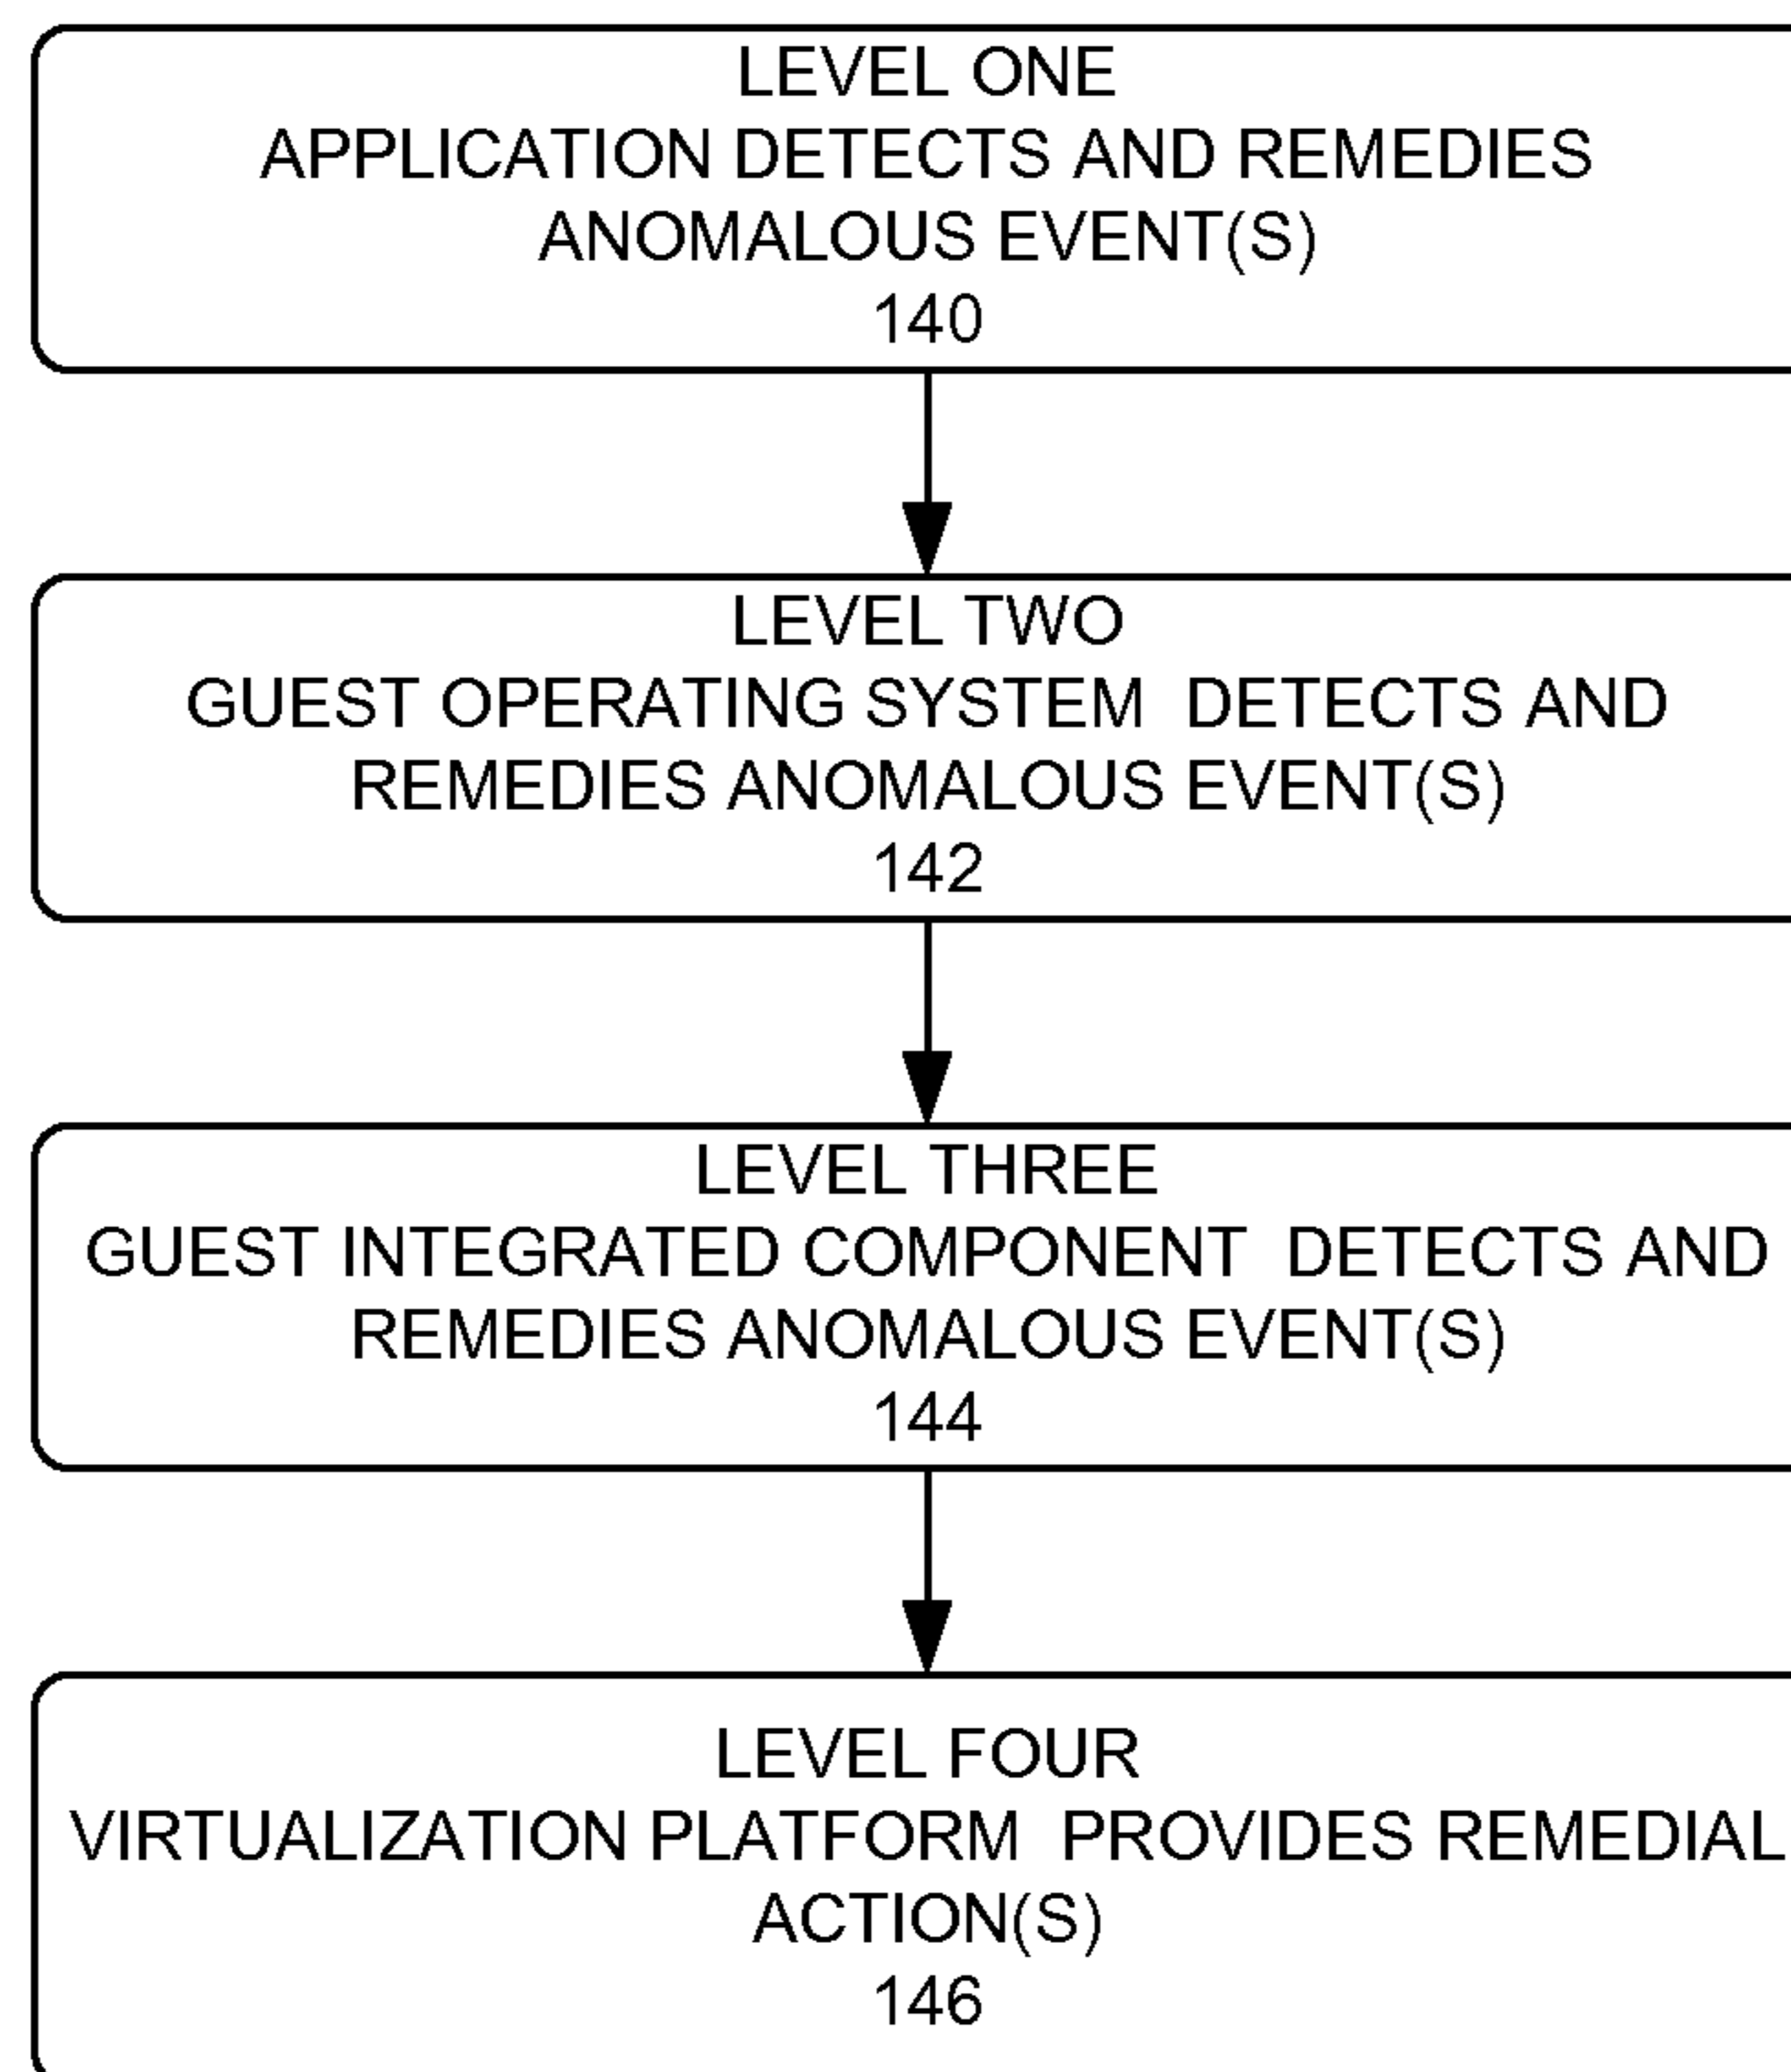 LEVEL ONE
APPLICATION DETECTS AND REMEDIES
ANOMALOUS EVENT(S)
140
LEVEL TWO
GUEST OPERATING SYSTEM DETECTS AND
REMEDIES ANOMALOUS EVENT(S)
142
LEVEL THREE
GUEST INTEGRATED COMPONENT DETECTS AND
REMEDIES ANOMALOUS EVENT(S)
144
LEVEL FOUR
VIRTUALIZATION PLATFORM PROVIDES REMEDIAL
ACTION(S)
146